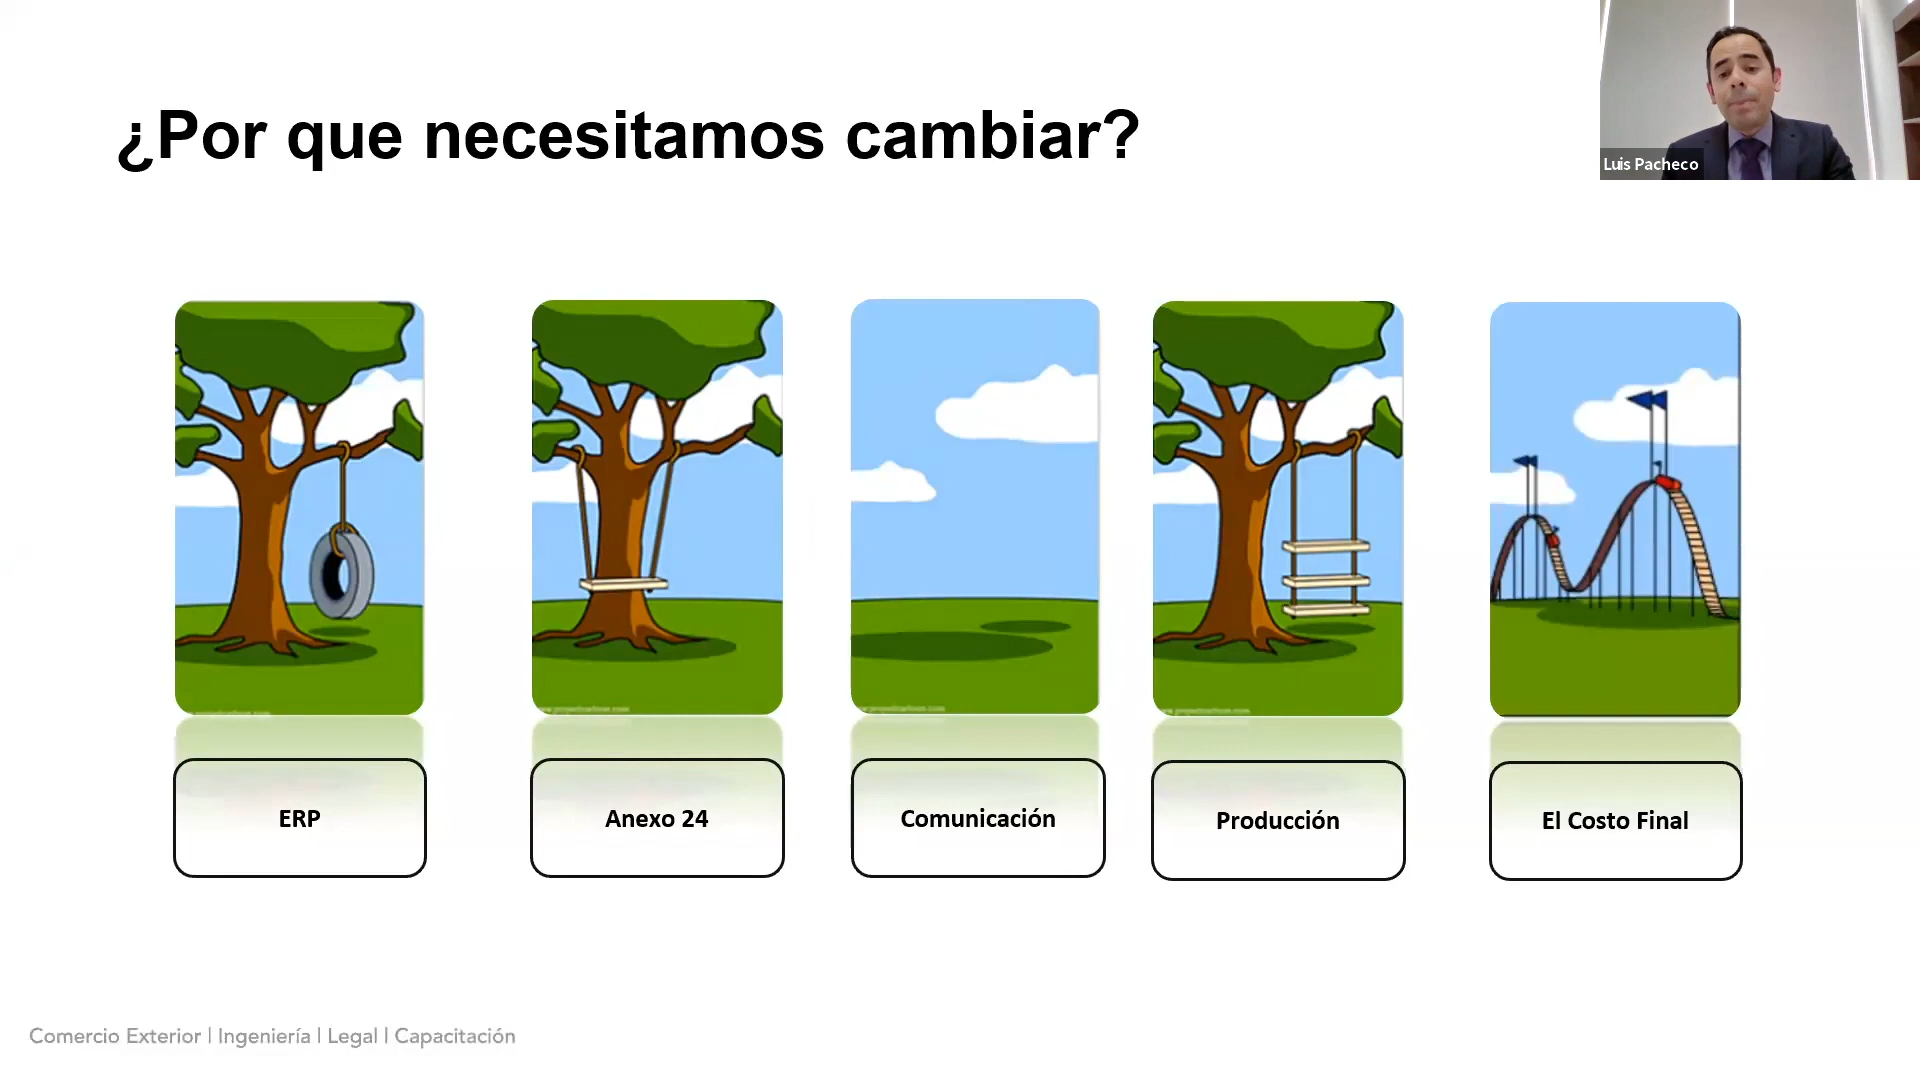 ¿Por que necesitamos cambiar?
Luis Pacheco
ERP
Anexo 24
Comunicación
Producción
El Costo Final
Comercio Exterior | Ingeniería | Legal | Capacitación